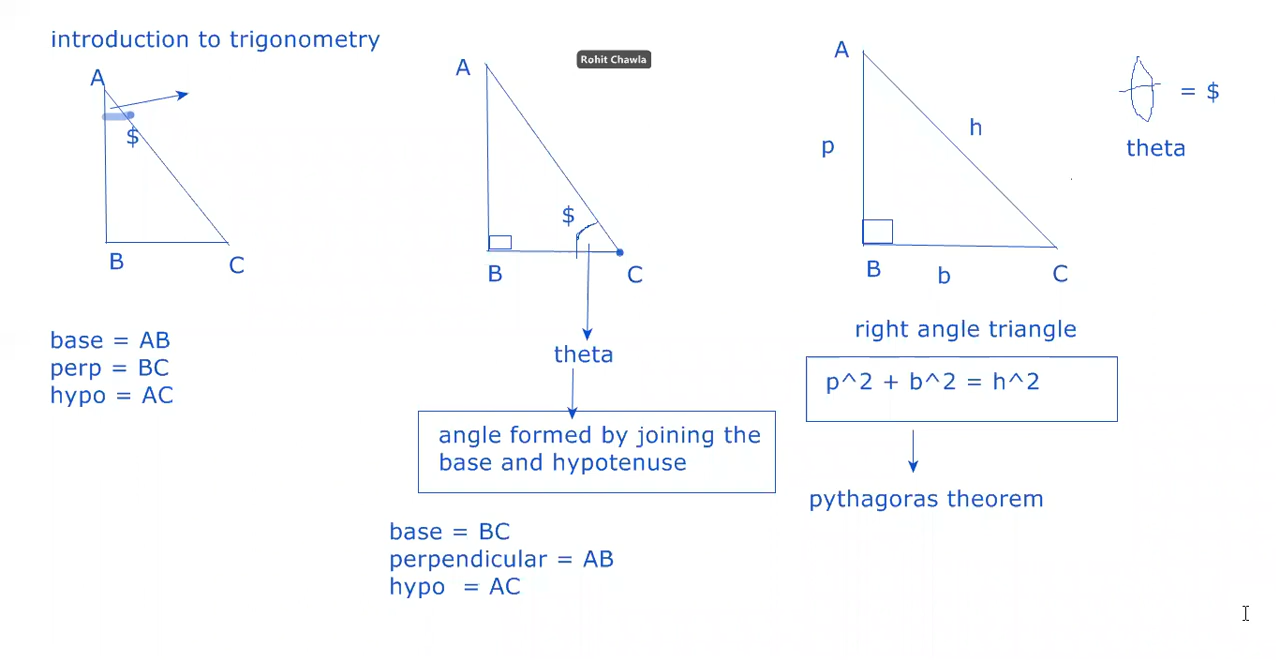 introduction to trigonometry
A
$
B
C
base = AB
perp = BC
hypo = AC
Rohit Chawla
A
$
B
C
theta
angle formed by joining the
base and hypotenuse
base = BC
perpendicular = AB
hypo = AC
A
p
h
B
b
C
right angle triangle
p^2 + b^2 = h^2
pythagoras theorem
θ = $
theta